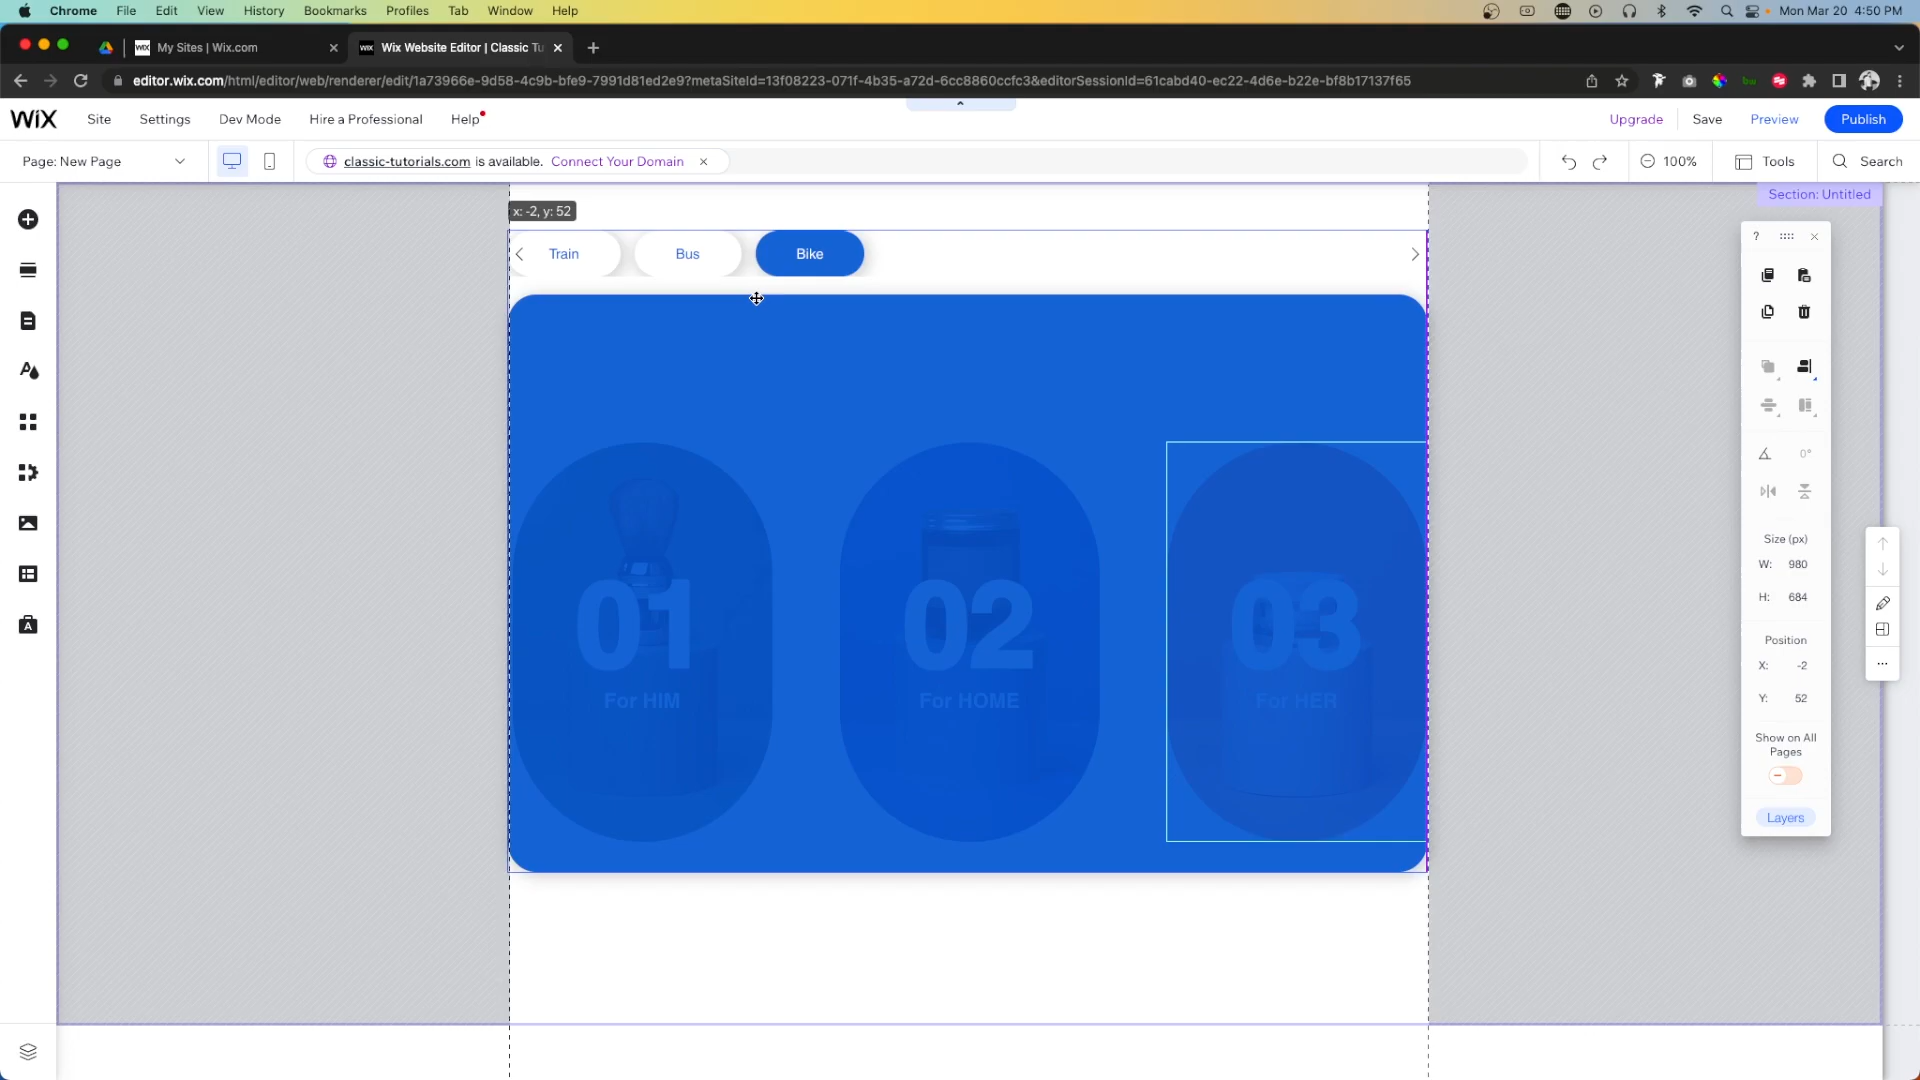 Chrome File Edit View History Bookmarks Profiles Tab Window Help Mon Mar 20 4:50 PM
WiX My Sites | Wix.com WiX Wix Website Editor | Classic Tu
editor.wix.com/html/editor/web/renderer/edit/1a73966e-9d58-4c9b-bfe9-7991d81ed2e9?metaSiteId=13f08223-071f-4b35-a72d-6cc8860ccfc3&editorSessionId=61cabd40-ec22-4d6e-b22e-bf8b17137f65
WiX Site Settings Dev Mode Hire a Professional Help Upgrade Save Preview Publish
Page: New Page classic-tutorials.com is available. Connect Your Domain 100% Tools Search
Section: Untitled
x: -2, y: 52
Train Bus Bike
01 02 03
For HIM For HOME For HER
?
0°
Size (px)
W: 980
H: 684
Position
X: -2
Y: 52
Show on All
Pages
Layers